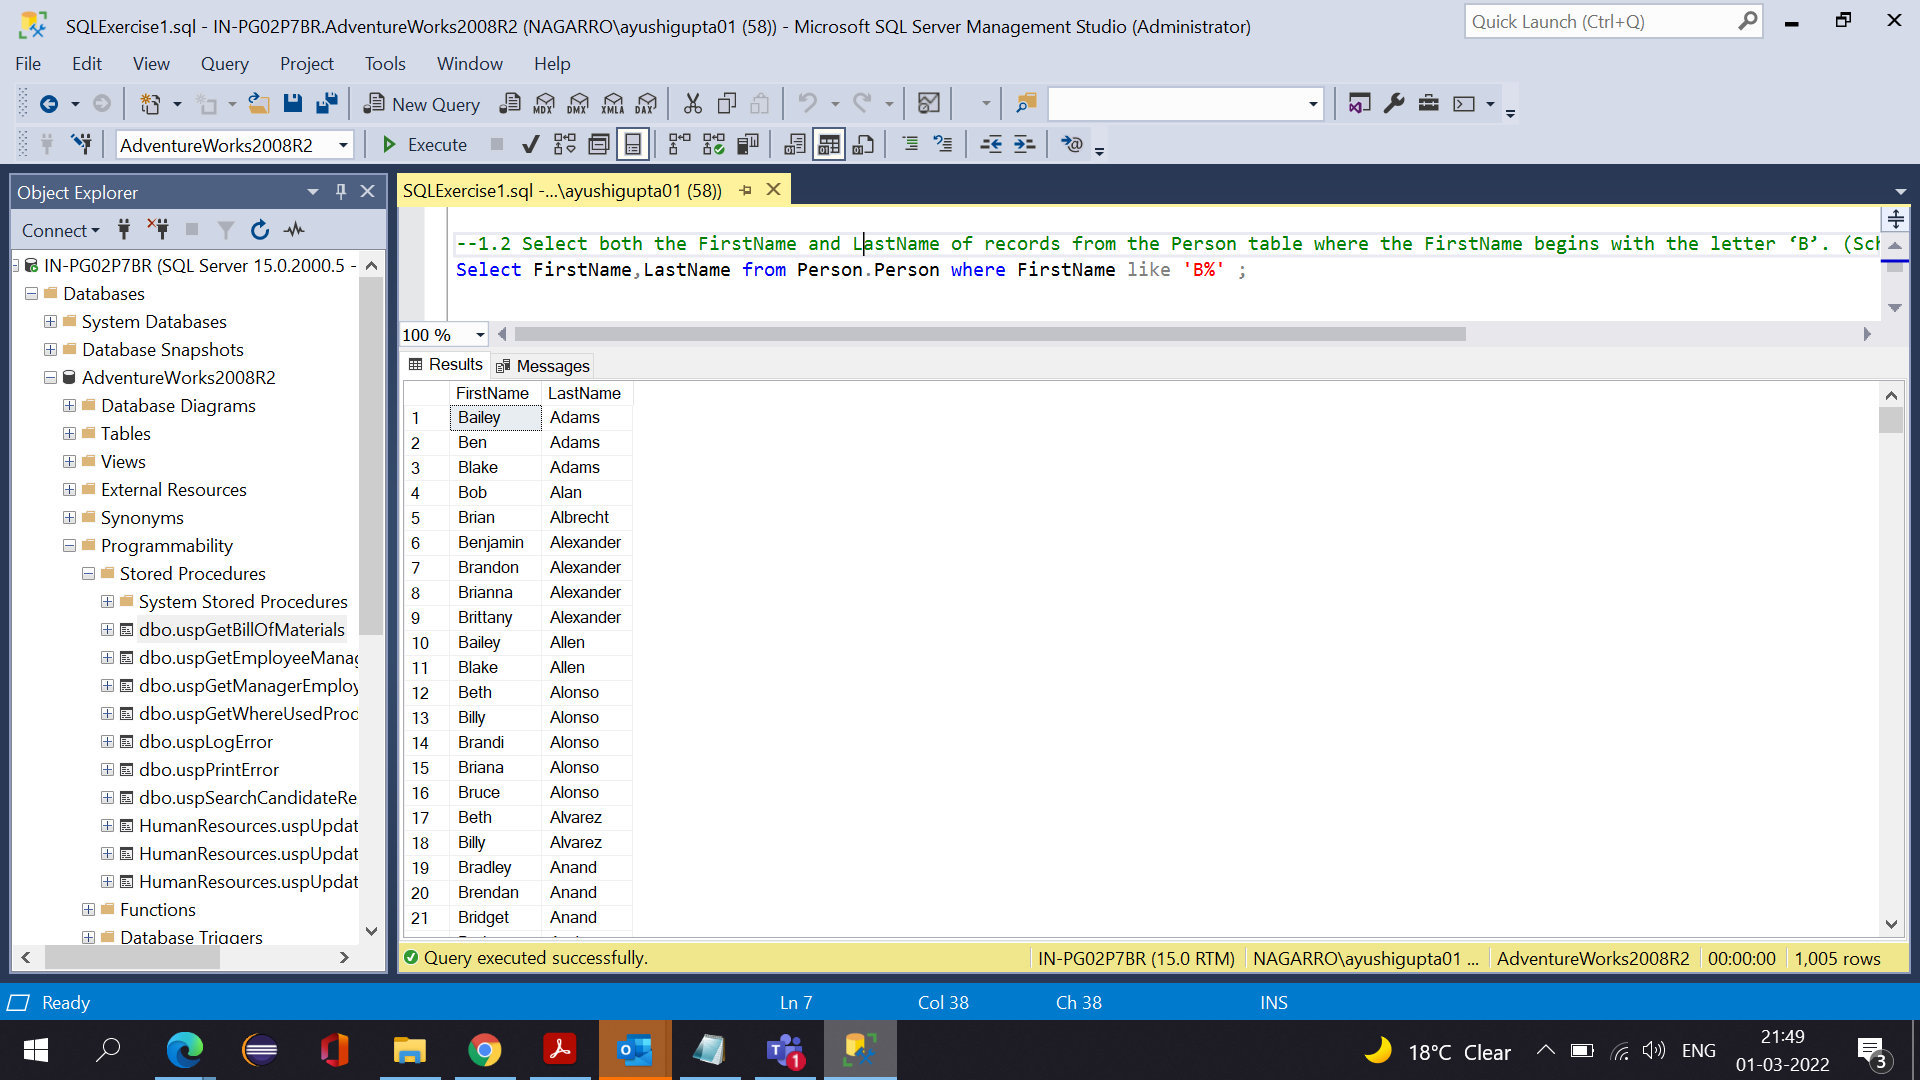 SQLExercise1.sql - IN-PG02P7BR.AdventureWorks2008R2 (NAGARRO\ayushigupta01 (58)) - Microsoft SQL Server Management Studio (Administrator)
Quick Launch (Ctrl+Q)
File Edit View Query Project Tools Window Help
New Query MDX DMX XMLA DAX
AdventureWorks2008R2 Execute
Object Explorer
Connect
IN-PG02P7BR (SQL Server 15.0.2000.5 -
Databases
System Databases
Database Snapshots
AdventureWorks2008R2
Database Diagrams
Tables
Views
External Resources
Synonyms
Programmability
Stored Procedures
System Stored Procedures
dbo.uspGetBillOfMaterials
dbo.uspGetEmployeeManag
dbo.uspGetManagerEmploy
dbo.uspGetWhereUsedProd
dbo.uspLogError
dbo.uspPrintError
dbo.uspSearchCandidateRe
HumanResources.uspUpdat
HumanResources.uspUpdat
HumanResources.uspUpdat
Functions
Database Triggers
SQLExercise1.sql -...\ayushigupta01 (58))
--1.2 Select both the FirstName and LastName of records from the Person table where the FirstName begins with the letter ‘B’. (Sch
Select FirstName,LastName from Person.Person where FirstName like 'B%' ;
100 %
Results Messages
FirstName LastName
1 Bailey Adams
2 Ben Adams
3 Blake Adams
4 Bob Alan
5 Brian Albrecht
6 Benjamin Alexander
7 Brandon Alexander
8 Brianna Alexander
9 Brittany Alexander
10 Bailey Allen
11 Blake Allen
12 Beth Alonso
13 Billy Alonso
14 Brandi Alonso
15 Briana Alonso
16 Bruce Alonso
17 Beth Alvarez
18 Billy Alvarez
19 Bradley Anand
20 Brendan Anand
21 Bridget Anand
Query executed successfully. IN-PG02P7BR (15.0 RTM) NAGARRO\ayushigupta01 ... AdventureWorks2008R2 00:00:00 1,005 rows
Ready Ln 7 Col 38 Ch 38 INS
1
18°C Clear ENG 21:49
01-03-2022
3